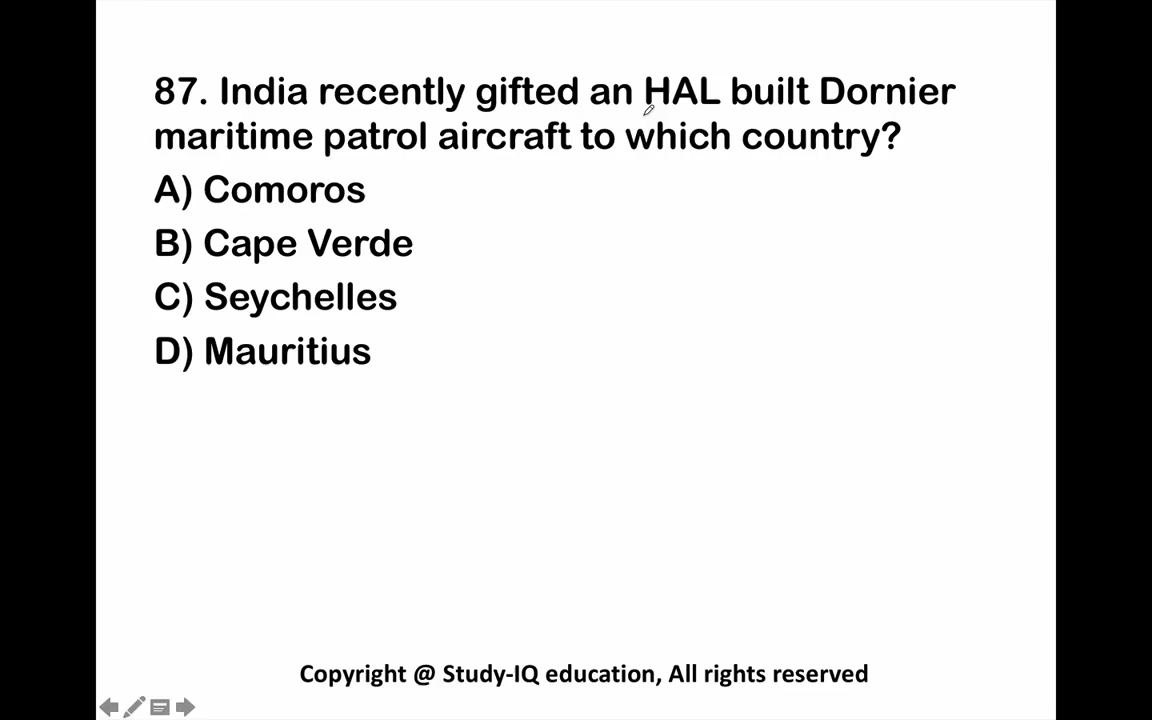 87. India recently gifted an HAL built Dornier
maritime patrol aircraft to which country?
A) Comoros
B) Cape Verde
C) Seychelles
D) Mauritius
Copyright @ Study-IQ education, All rights reserved